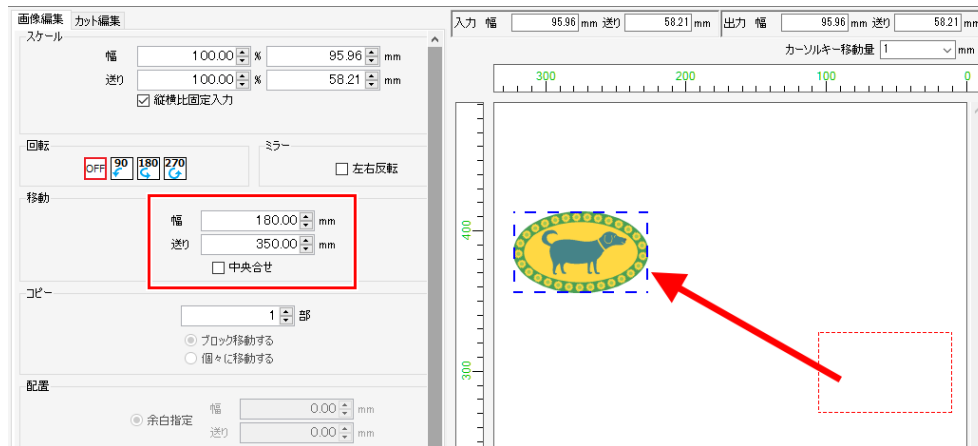 画像編集 カット編集
スケール
幅 100.00 % 95.96 mm
送り 100.00 % 58.21 mm
縦横比固定入力
回転
OFF 90 180 270
ミラー
左右反転
移動
幅 180.00 mm
送り 350.00 mm
中央合せ
コピー
1 部
ブロック移動する
個々に移動する
配置
余白指定
幅 0.00 mm
送り 0.00 mm
入力 幅 95.96 mm 送り 58.21 mm 出力 幅 95.96 mm 送り 58.21 mm
カーソルキー移動量 1 mm
300 200 100 0
400
300